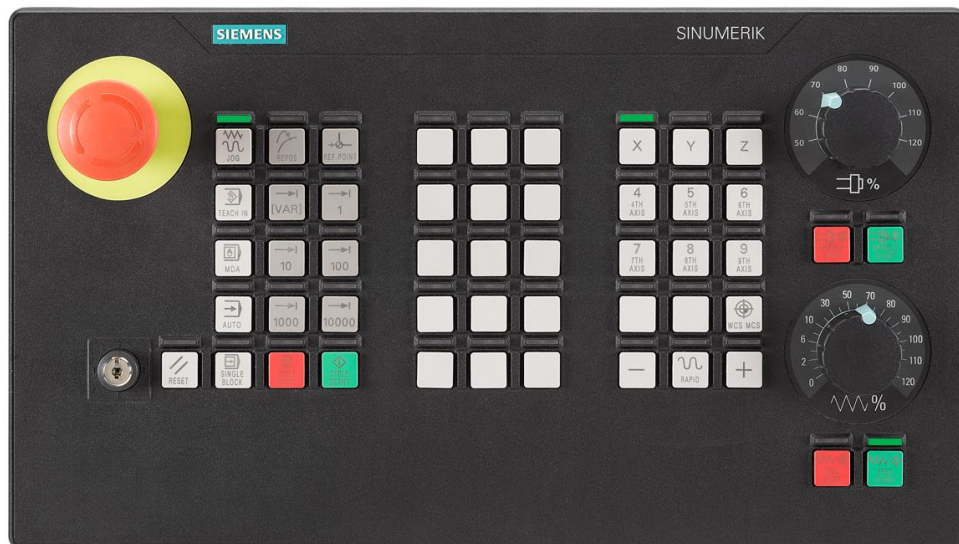 SIEMENS
SINUMERIK
70 80 90 100
60 110
50 120
%
JOG
REPOS
REF.POINT
X
Y
Z
TEACH IN
[VAR]
1
4
4TH
AXIS
5
5TH
AXIS
6
6TH
AXIS
MDA
10
100
7
7TH
AXIS
8
8TH
AXIS
9
9TH
AXIS
AUTO
1000
10000
WCS MCS
30 50 70 80
10 90
6 100
2 110
0 120
%
RESET
SINGLE
BLOCK
CYCLE
START
−
RAPID
+